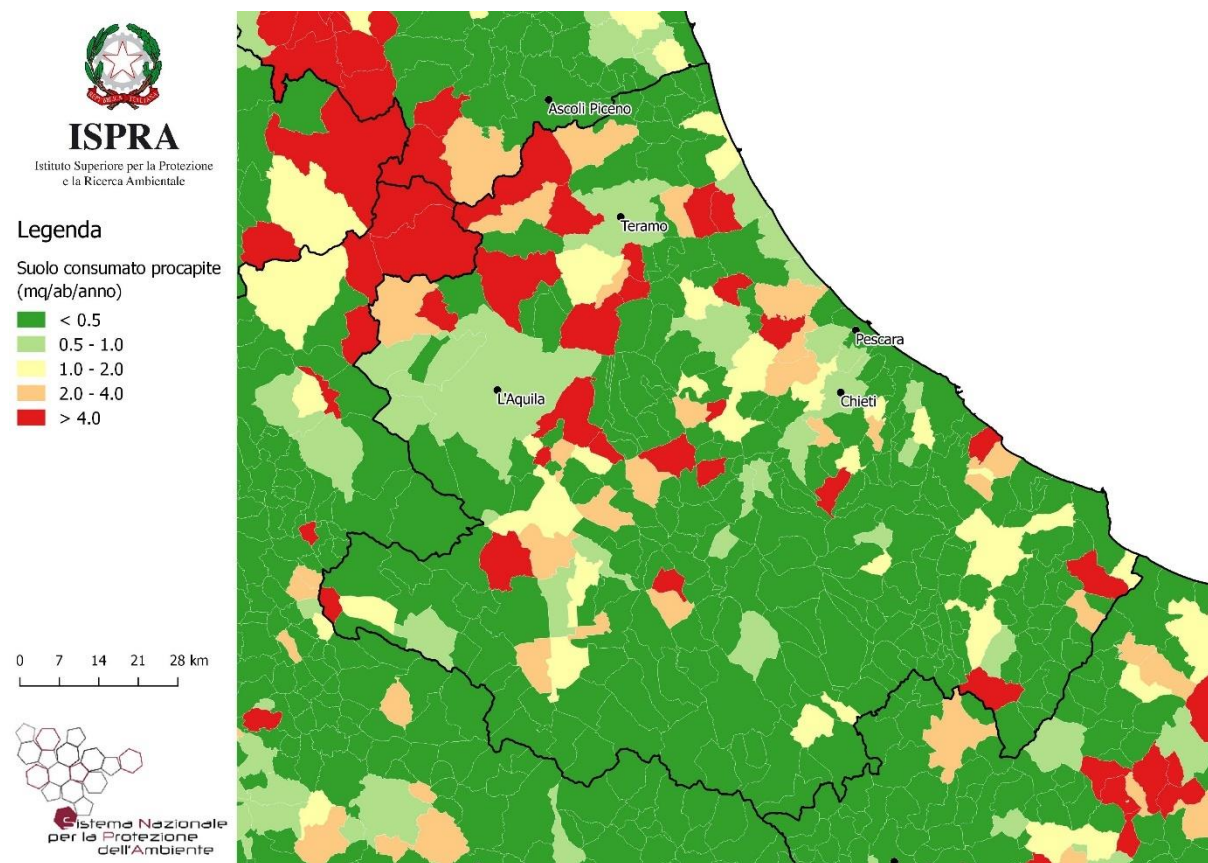 REPVBBLICA ITALIANA
ISPRA
Istituto Superiore per la Protezione
e la Ricerca Ambientale
Legenda
Suolo consumato procapite
(mq/ab/anno)
< 0.5
0.5 - 1.0
1.0 - 2.0
2.0 - 4.0
> 4.0
0 7 14 21 28 km
Sistema Nazionale
per la Protezione
dell'Ambiente
Ascoli Piceno
Teramo
Pescara
L'Aquila
Chieti